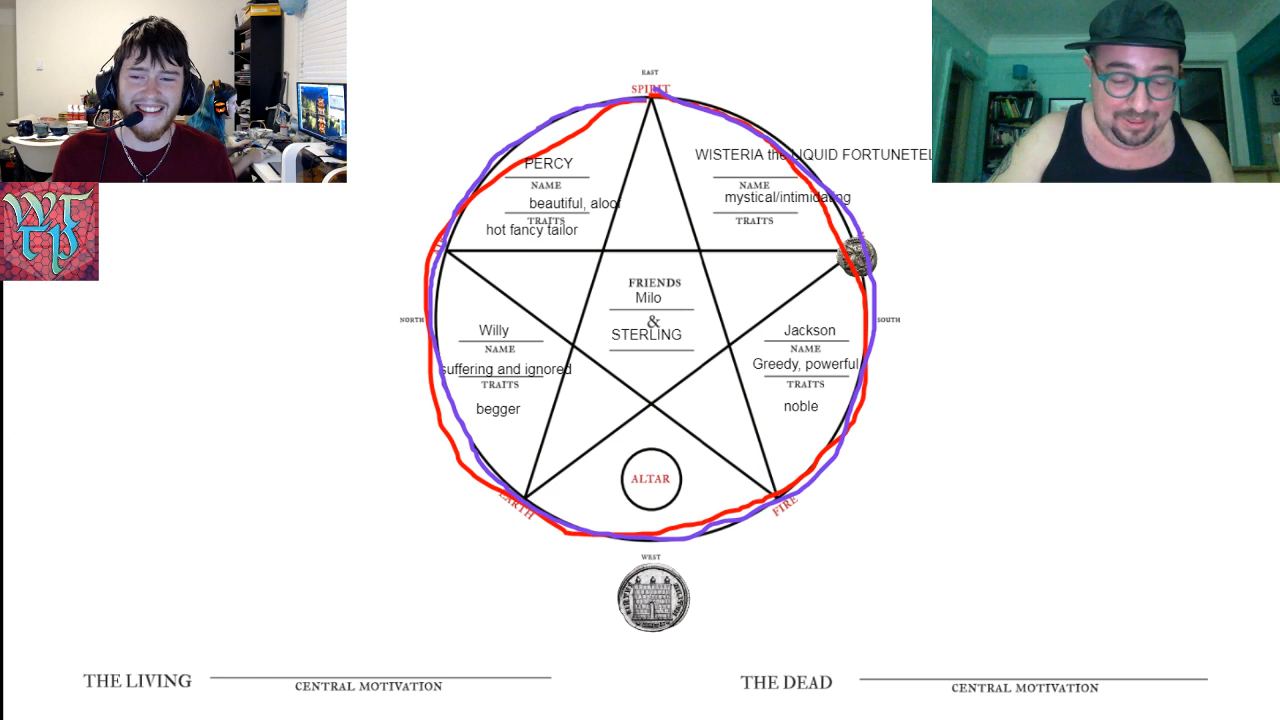 EAST
SPIRIT
PERCY
NAME
beautiful, aloof
TRAITS
hot fancy tailor
WISTERIA the LIQUID FORTUNETEL
NAME
mystical/intimidating
TRAITS
FRIENDS
Milo
&
STERLING
NORTH
SOUTH
Willy
NAME
suffering and ignored
TRAITS
begger
Jackson
NAME
Greedy, powerful
TRAITS
noble
ALTAR
EARTH
FIRE
WEST
THE LIVING
CENTRAL MOTIVATION
THE DEAD
CENTRAL MOTIVATION
WTTP